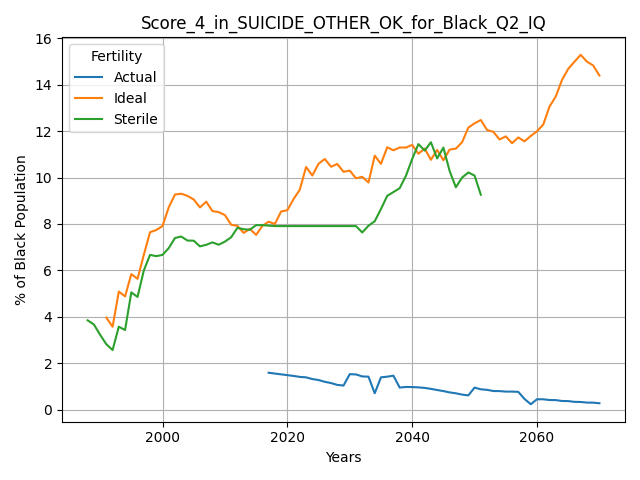 Score_4_in_SUICIDE_OTHER_OK_for_Black_Q2_IQ
Fertility
Actual
Ideal
Sterile
% of Black Population
16
14
12
10
8
6
4
2
0
2000
2020
2040
2060
Years